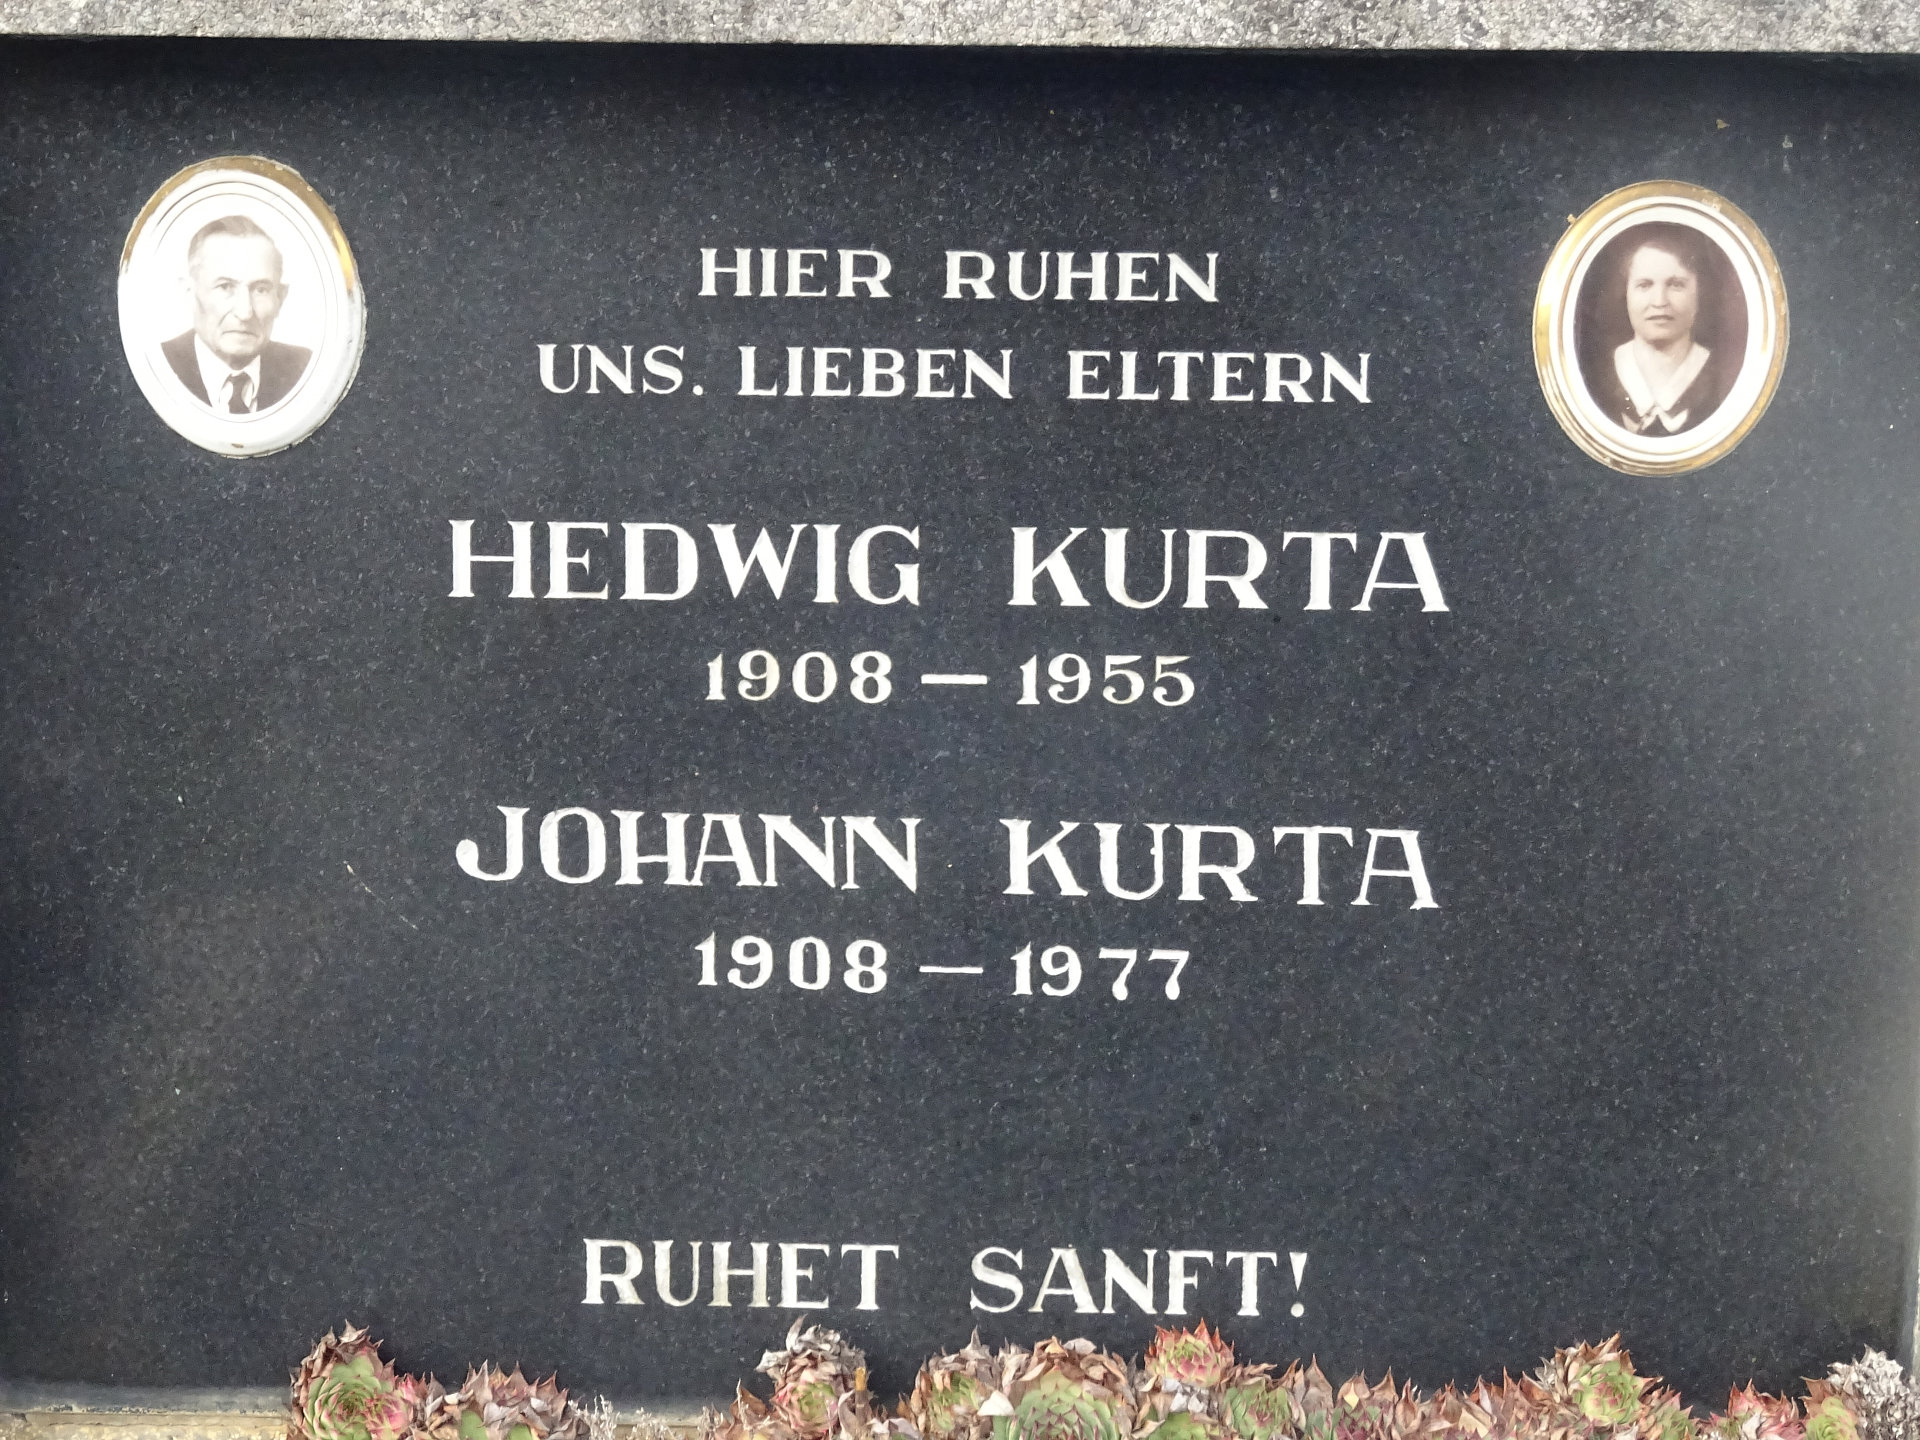 HIER RUHEN
UNS. LIEBEN ELTERN
HEDWIG KURTA
1908 — 1955
JOHANN KURTA
1908 — 1977
RUHET SANFT!